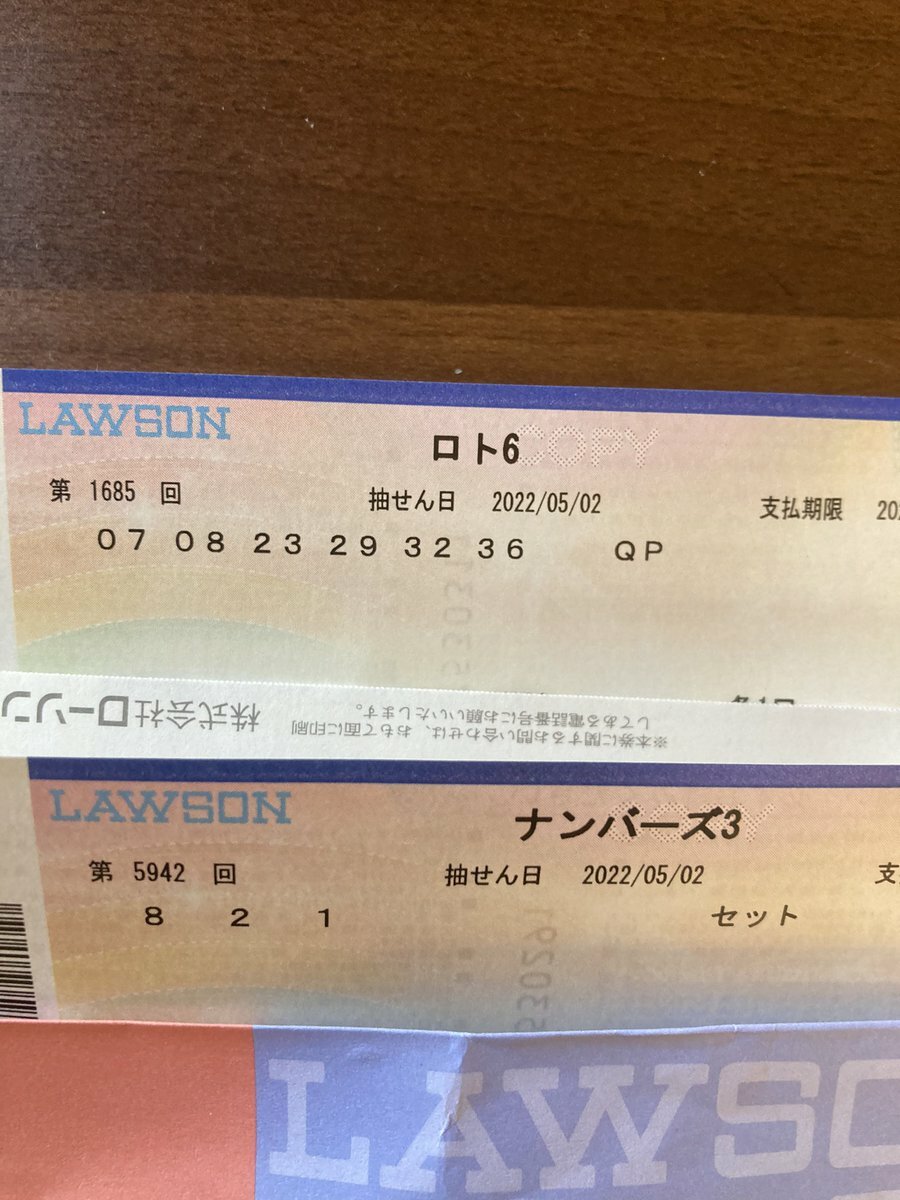 LAWSON
ロト6 COPY
第 1685 回 抽せん日 2022/05/02 支払期限 202
07 08 23 29 32 36 QP
株式会社ローソン
※本券に関するお問い合わせは、おもて面に印刷
してある電話番号にお願いいたします。
LAWSON
ナンバーズ3
第 5942 回 抽せん日 2022/05/02 支
8 2 1 セット
LAWSO